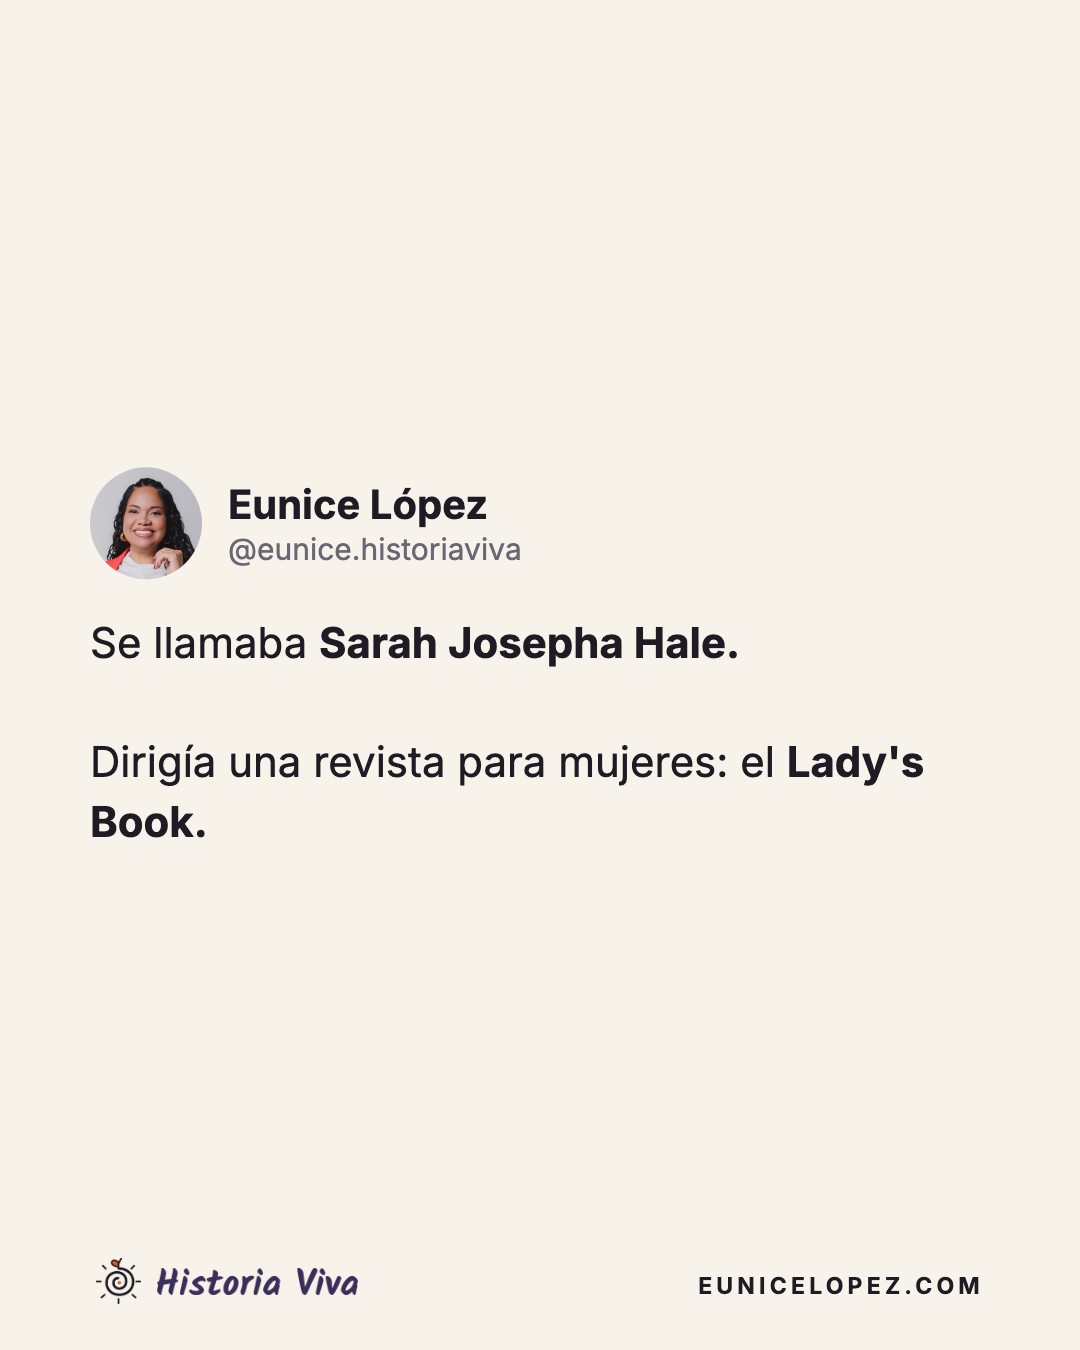 Eunice López
@eunice.historiaviva
Se llamaba Sarah Josepha Hale.
Dirigía una revista para mujeres: el Lady's
Book.
Historia Viva
EUNICELOPEZ.COM